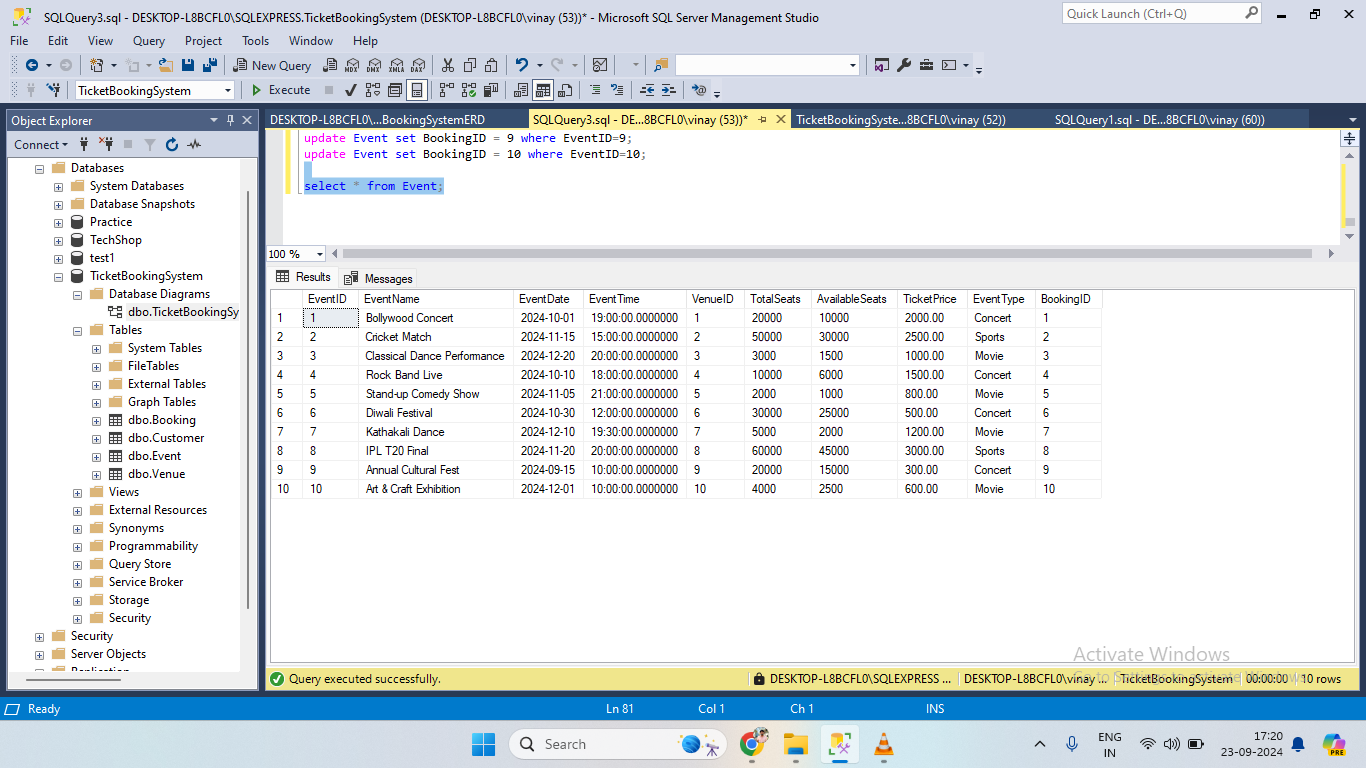 SQLQuery3.sql - DESKTOP-L8BCFL0\SQLEXPRESS.TicketBookingSystem (DESKTOP-L8BCFL0\vinay (53))* - Microsoft SQL Server Management Studio
Quick Launch (Ctrl+Q)
File Edit View Query Project Tools Window Help
New Query
MDX DMX XMLA DAX
TicketBookingSystem
Execute
Object Explorer
Connect
Databases
System Databases
Database Snapshots
Practice
TechShop
test1
TicketBookingSystem
Database Diagrams
dbo.TicketBookingSy
Tables
System Tables
FileTables
External Tables
Graph Tables
dbo.Booking
dbo.Customer
dbo.Event
dbo.Venue
Views
External Resources
Synonyms
Programmability
Query Store
Service Broker
Storage
Security
Security
Server Objects
Replication
DESKTOP-L8BCFL0\...BookingSystemERD
SQLQuery3.sql - DE...8BCFL0\vinay (53))*
TicketBookingSyste...8BCFL0\vinay (52))
SQLQuery1.sql - DE...8BCFL0\vinay (60))
update Event set BookingID = 9 where EventID=9;
update Event set BookingID = 10 where EventID=10;
select * from Event;
100 %
Results Messages
EventID EventName EventDate EventTime VenueID TotalSeats AvailableSeats TicketPrice EventType BookingID
1 1 Bollywood Concert 2024-10-01 19:00:00.0000000 1 20000 10000 2000.00 Concert 1
2 2 Cricket Match 2024-11-15 15:00:00.0000000 2 50000 30000 2500.00 Sports 2
3 3 Classical Dance Performance 2024-12-20 20:00:00.0000000 3 3000 1500 1000.00 Movie 3
4 4 Rock Band Live 2024-10-10 18:00:00.0000000 4 10000 6000 1500.00 Concert 4
5 5 Stand-up Comedy Show 2024-11-05 21:00:00.0000000 5 2000 1000 800.00 Movie 5
6 6 Diwali Festival 2024-10-30 12:00:00.0000000 6 30000 25000 500.00 Concert 6
7 7 Kathakali Dance 2024-12-10 19:30:00.0000000 7 5000 2000 1200.00 Movie 7
8 8 IPL T20 Final 2024-11-20 20:00:00.0000000 8 60000 45000 3000.00 Sports 8
9 9 Annual Cultural Fest 2024-09-15 10:00:00.0000000 9 20000 15000 300.00 Concert 9
10 10 Art & Craft Exhibition 2024-12-01 10:00:00.0000000 10 4000 2500 600.00 Movie 10
Activate Windows
Go to Settings to activate Windows.
Query executed successfully.
DESKTOP-L8BCFL0\SQLEXPRESS ... DESKTOP-L8BCFL0\vinay ... TicketBookingSystem 00:00:00 10 rows
Ready Ln 81 Col 1 Ch 1 INS
Search
ENG
IN
17:20
23-09-2024
PRE